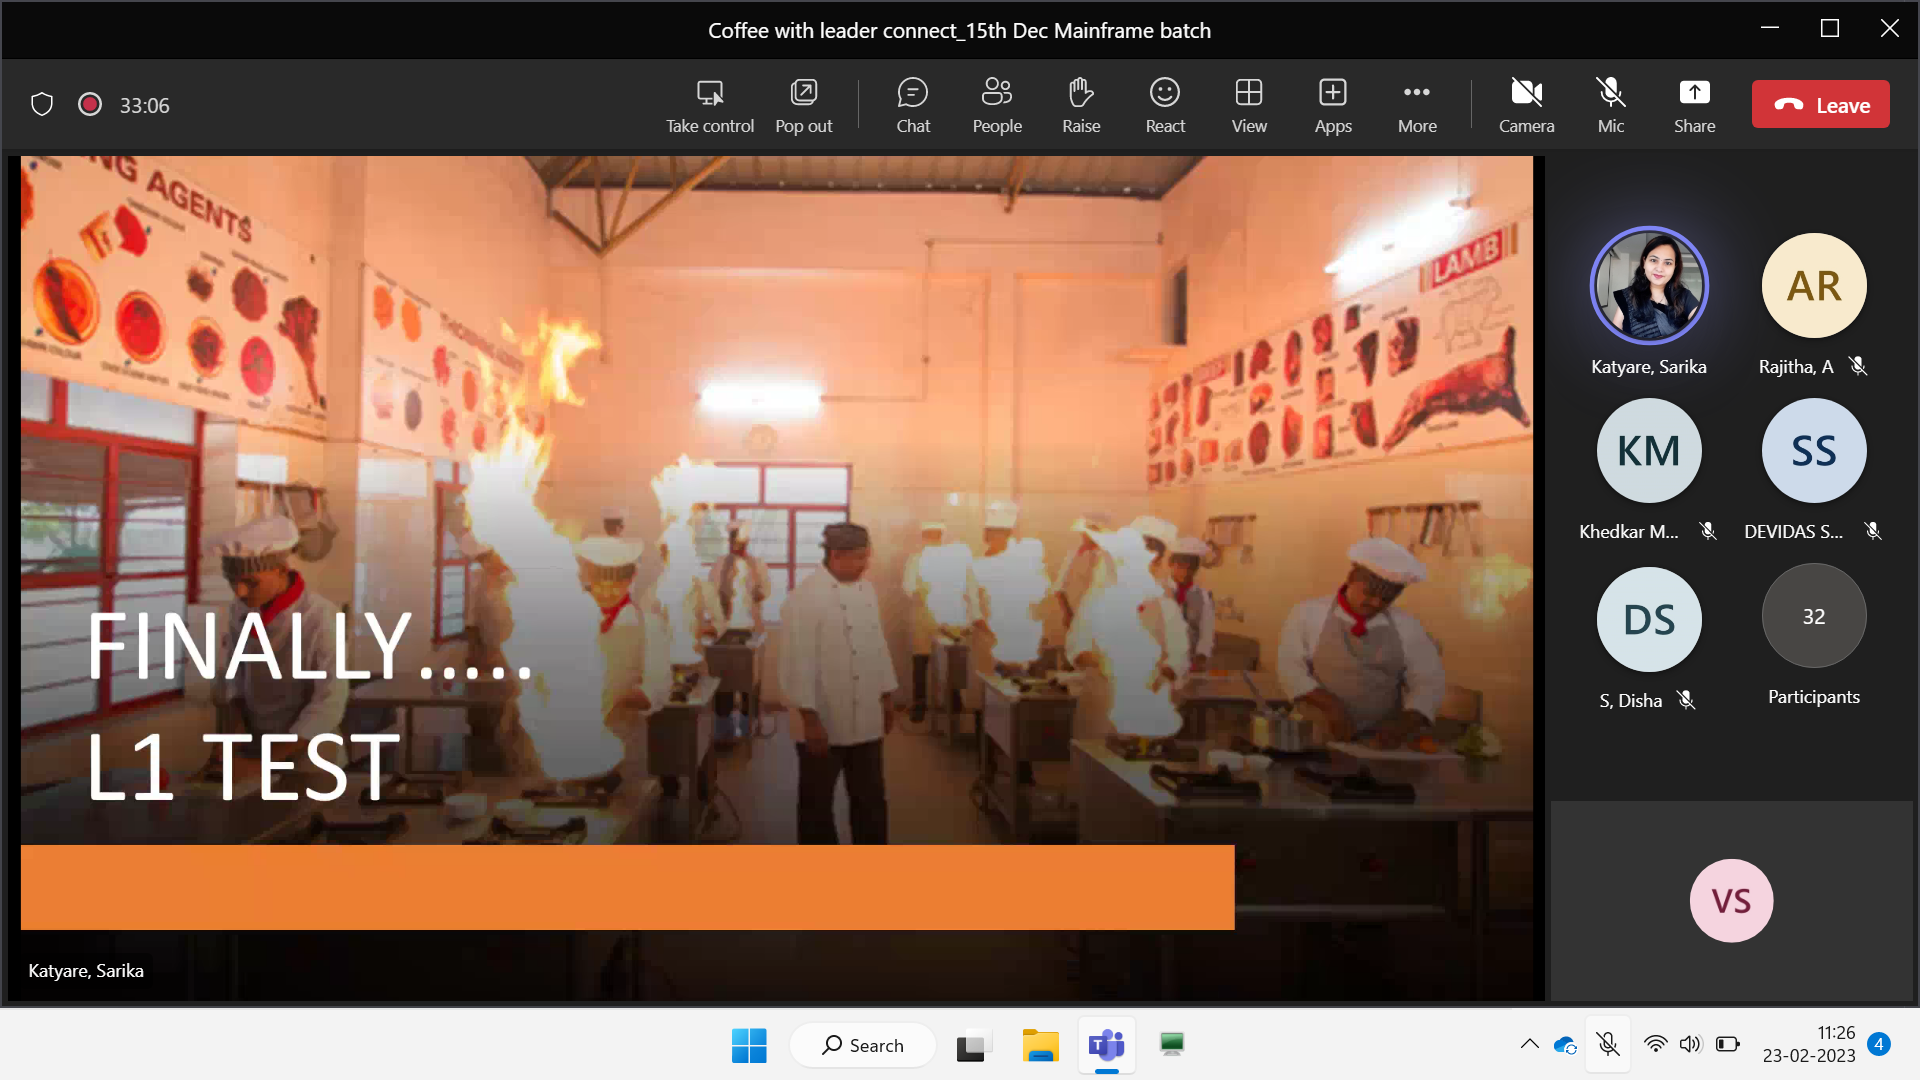 Coffee with leader connect_15th Dec Mainframe batch
33:06
Take control
Pop out
Chat
People
Raise
React
View
Apps
More
Camera
Mic
Share
Leave
NG AGENTS
LAMB
FINALLY.....
L1 TEST
Katyare, Sarika
Katyare, Sarika
AR
Rajitha, A
KM
Khedkar M...
SS
DEVIDAS S...
DS
S, Disha
32
Participants
VS
Search
11:26
23-02-2023
4